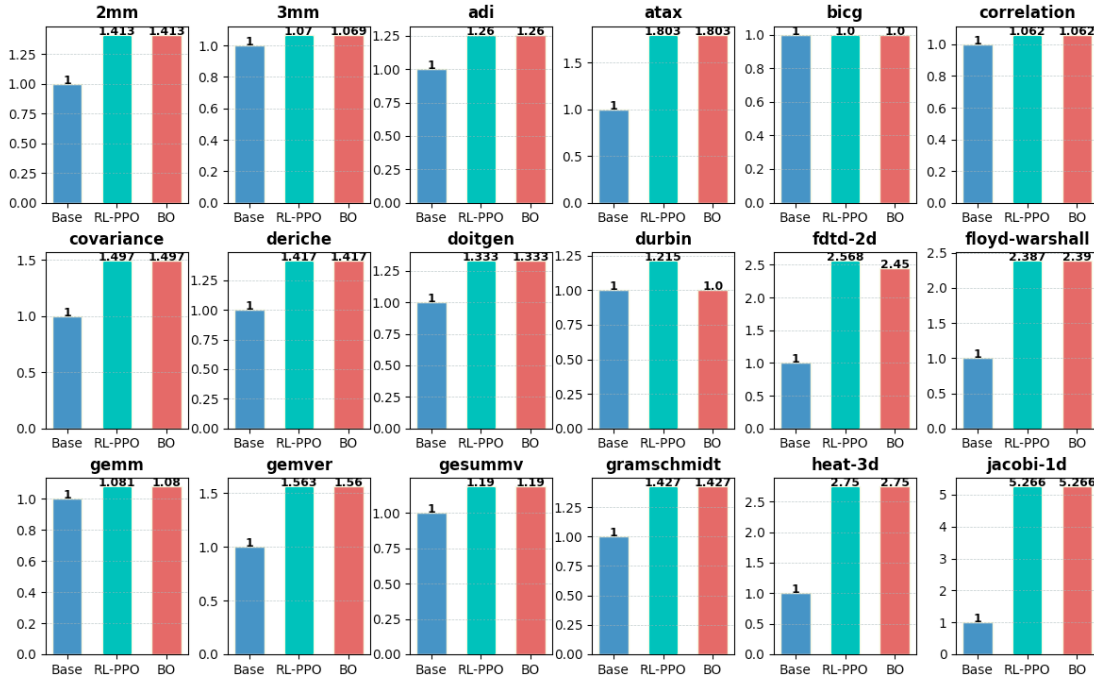 2mm 3mm adi atax bicg correlation
1 1.413 1.413
1.25
1.00
0.75
0.50
0.25
0.00
Base RL-PPO BO
1 1.07 1.069
1.0
0.8
0.6
0.4
0.2
0.0
Base RL-PPO BO
1 1.26 1.26
1.25
1.00
0.75
0.50
0.25
0.00
Base RL-PPO BO
1 1.803 1.803
1.5
1.0
0.5
0.0
Base RL-PPO BO
1 1.0 1.0
1.0
0.8
0.6
0.4
0.2
0.0
Base RL-PPO BO
1 1.062 1.062
1.0
0.8
0.6
0.4
0.2
0.0
Base RL-PPO BO
covariance deriche doitgen durbin fdtd-2d floyd-warshall
1 1.497 1.497
1.5
1.0
0.5
0.0
Base RL-PPO BO
1 1.417 1.417
1.25
1.00
0.75
0.50
0.25
0.00
Base RL-PPO BO
1 1.333 1.333
1.25
1.00
0.75
0.50
0.25
0.00
Base RL-PPO BO
1 1.215 1.0
1.25
1.00
0.75
0.50
0.25
0.00
Base RL-PPO BO
1 2.568 2.45
2.5
2.0
1.5
1.0
0.5
0.0
Base RL-PPO BO
1 2.387 2.39
2.5
2.0
1.5
1.0
0.5
0.0
Base RL-PPO BO
gemm gemver gesummv gramschmidt heat-3d jacobi-1d
1 1.081 1.08
1.0
0.8
0.6
0.4
0.2
0.0
Base RL-PPO BO
1 1.563 1.56
1.5
1.0
0.5
0.0
Base RL-PPO BO
1 1.19 1.19
1.00
0.75
0.50
0.25
0.00
Base RL-PPO BO
1 1.427 1.427
1.25
1.00
0.75
0.50
0.25
0.00
Base RL-PPO BO
1 2.75 2.75
2.5
2.0
1.5
1.0
0.5
0.0
Base RL-PPO BO
1 5.266 5.266
5
4
3
2
1
0
Base RL-PPO BO